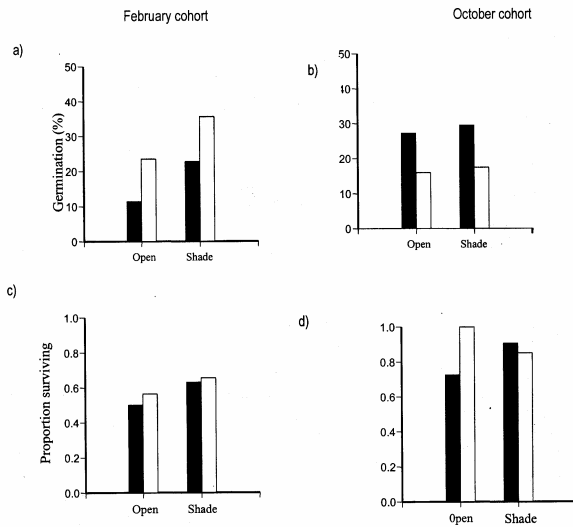 February cohort
October cohort
a)
50
40
30
20
10
0
Germination (%)
Open
Shade
b)
50
40
30
20
10
0
Open
Shade
c)
1.0
0.8
0.6
0.4
0.2
0.0
Proportion surviving
Open
Shade
d)
1.0
0.8
0.6
0.4
0.2
0.0
0pen
Shade